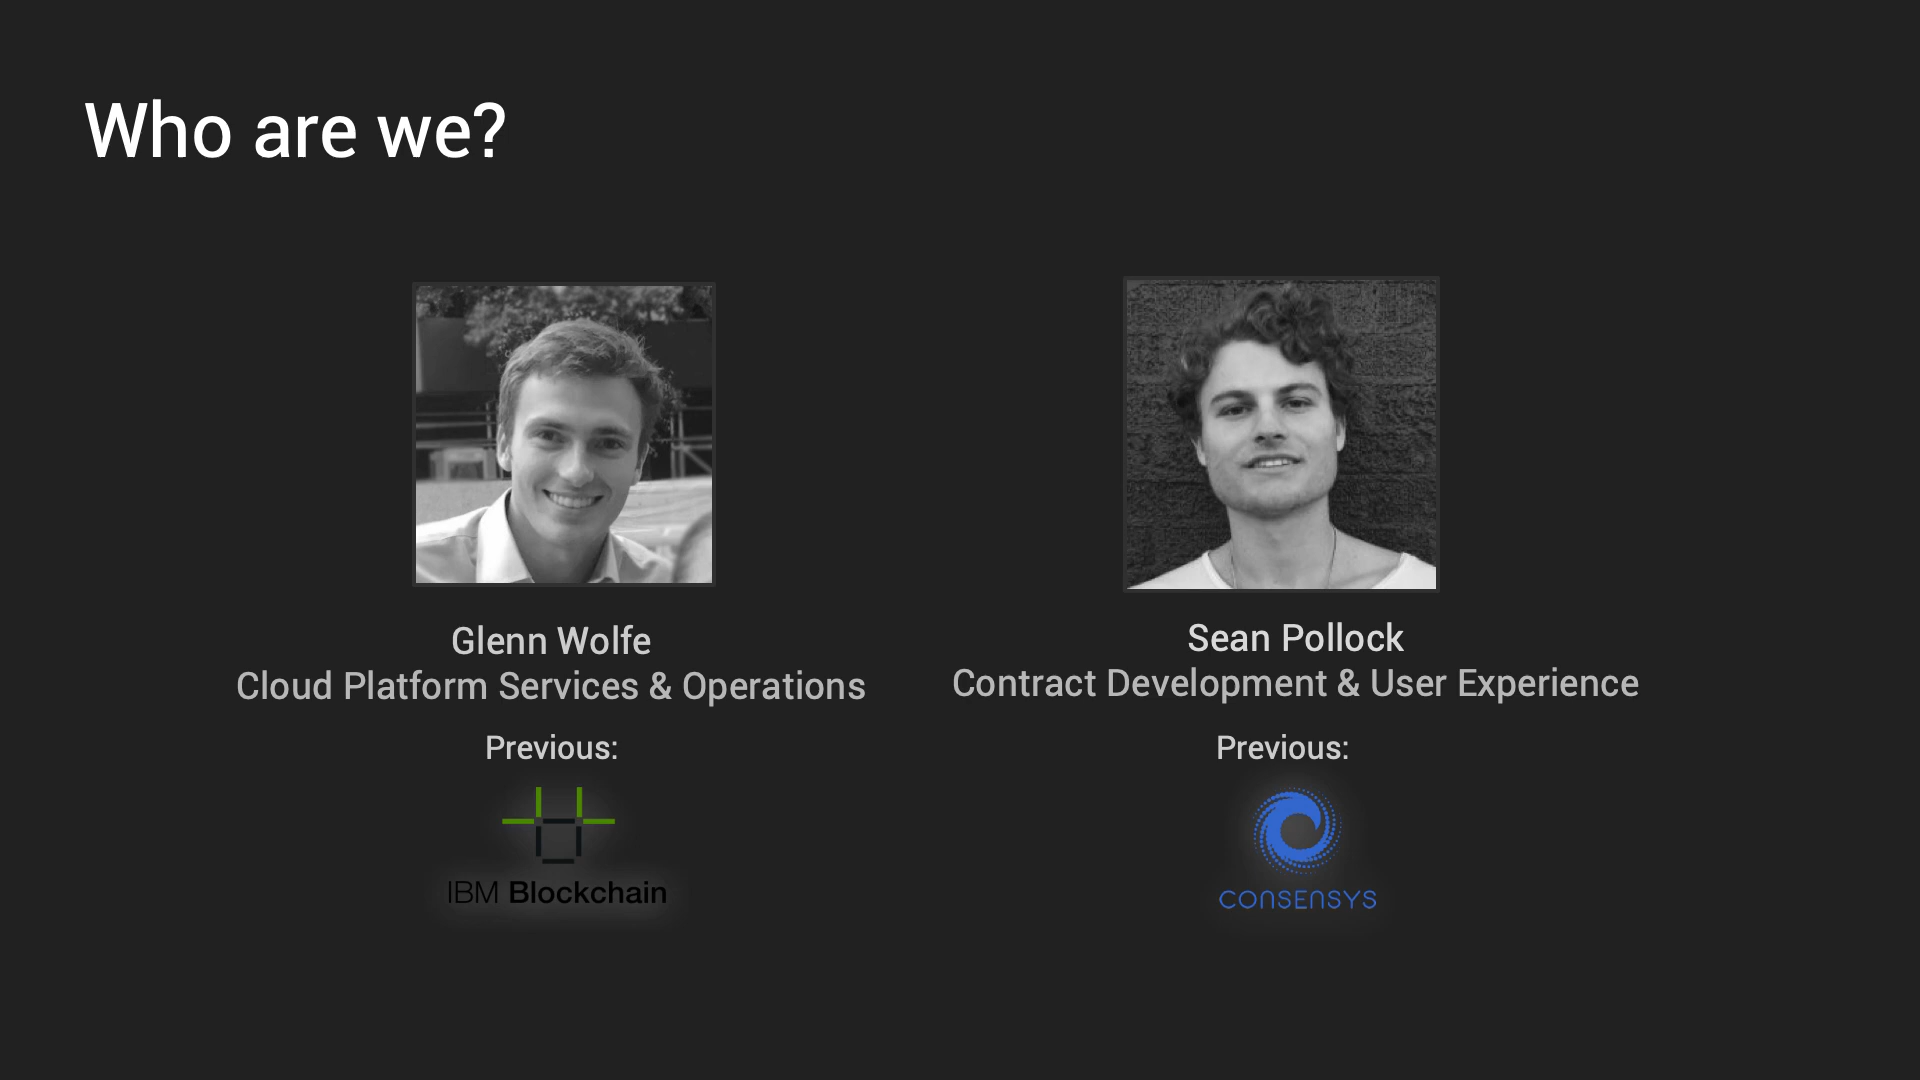 Who are we?
Glenn Wolfe
Cloud Platform Services & Operations
Previous:
IBM Blockchain
Sean Pollock
Contract Development & User Experience
Previous:
CONSENSYS